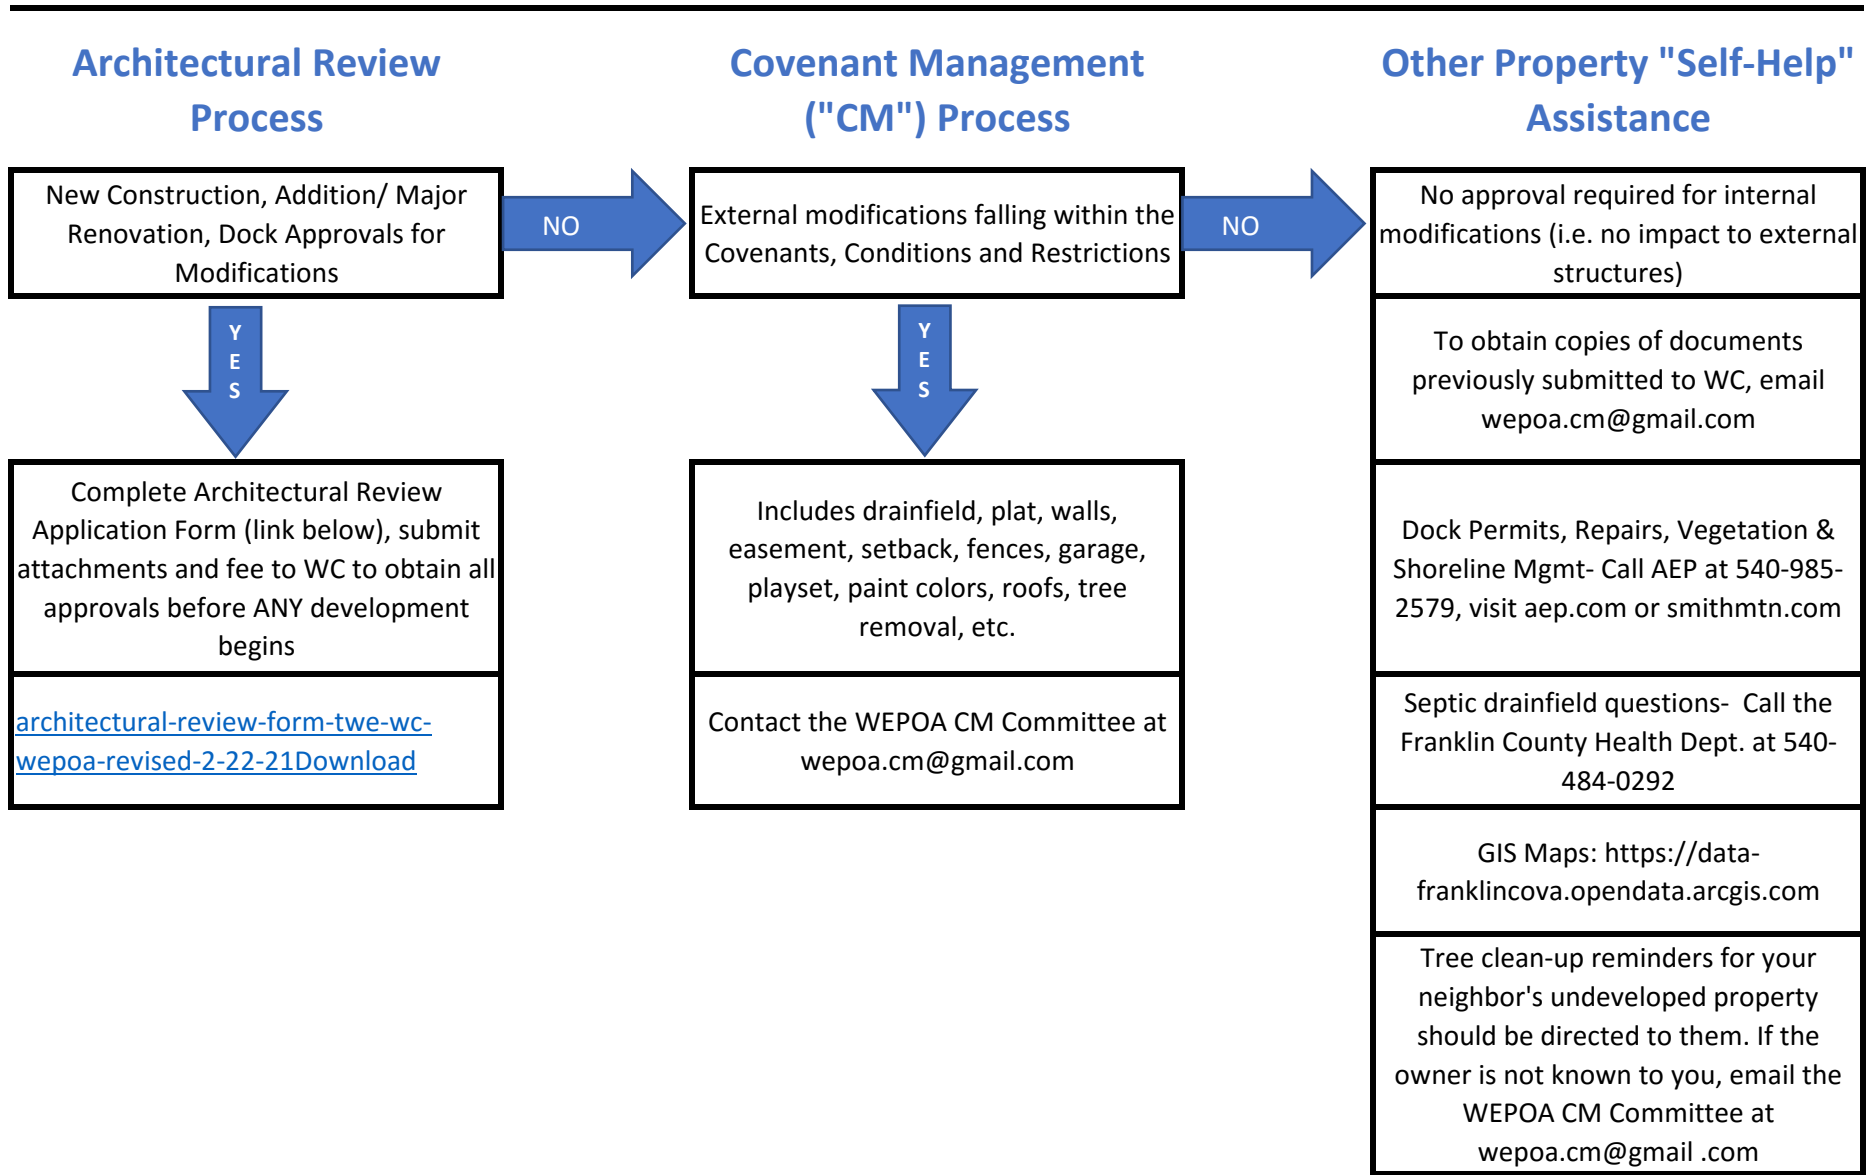 Architectural Review
Process
New Construction, Addition/ Major
Renovation, Dock Approvals for
Modifications
NO
Y
E
S
Complete Architectural Review
Application Form (link below), submit
attachments and fee to WC to obtain all
approvals before ANY development
begins
architectural-review-form-twe-wc-
wepoa-revised-2-22-21Download
Covenant Management
("CM") Process
External modifications falling within the
Covenants, Conditions and Restrictions
NO
Y
E
S
Includes drainfield, plat, walls,
easement, setback, fences, garage,
playset, paint colors, roofs, tree
removal, etc.
Contact the WEPOA CM Committee at
wepoa.cm@gmail.com
Other Property "Self-Help"
Assistance
No approval required for internal
modifications (i.e. no impact to external
structures)
To obtain copies of documents
previously submitted to WC, email
wepoa.cm@gmail.com
Dock Permits, Repairs, Vegetation &
Shoreline Mgmt- Call AEP at 540-985-
2579, visit aep.com or smithmtn.com
Septic drainfield questions-  Call the
Franklin County Health Dept. at 540-
484-0292
GIS Maps: https://data-
franklincova.opendata.arcgis.com
Tree clean-up reminders for your
neighbor's undeveloped property
should be directed to them. If the
owner is not known to you, email the
WEPOA CM Committee at
wepoa.cm@gmail .com